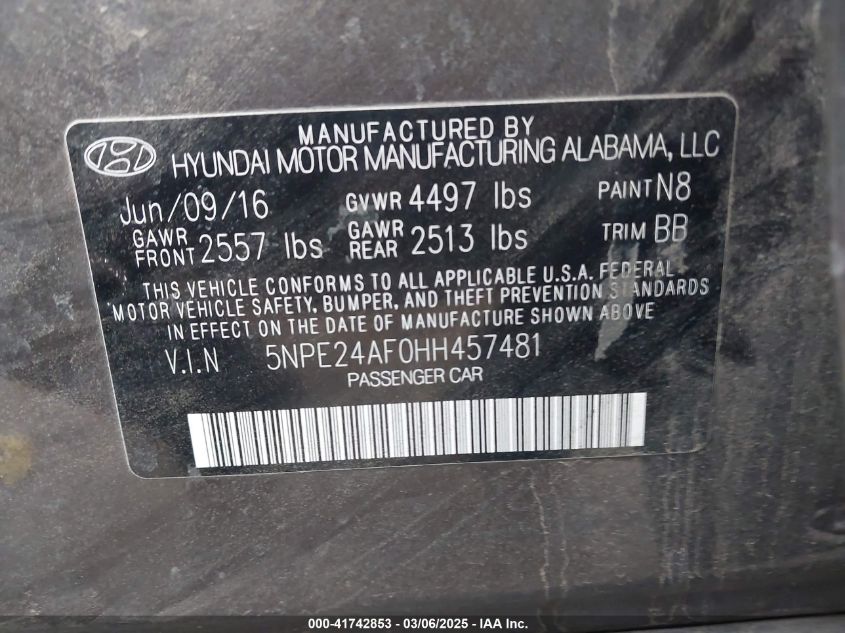 MANUFACTURED BY
HYUNDAI MOTOR MANUFACTURING ALABAMA, LLC
Jun/09/16 GVWR 4497 lbs PAINT N8
GAWR FRONT 2557 lbs GAWR REAR 2513 lbs TRIM BB
THIS VEHICLE CONFORMS TO ALL APPLICABLE U.S.A. FEDERAL
MOTOR VEHICLE SAFETY, BUMPER, AND THEFT PREVENTION STANDARDS
IN EFFECT ON THE DATE OF MANUFACTURE SHOWN ABOVE
V.I.N 5NPE24AF0HH457481
PASSENGER CAR
000-41742853 - 03/06/2025 - IAA Inc.